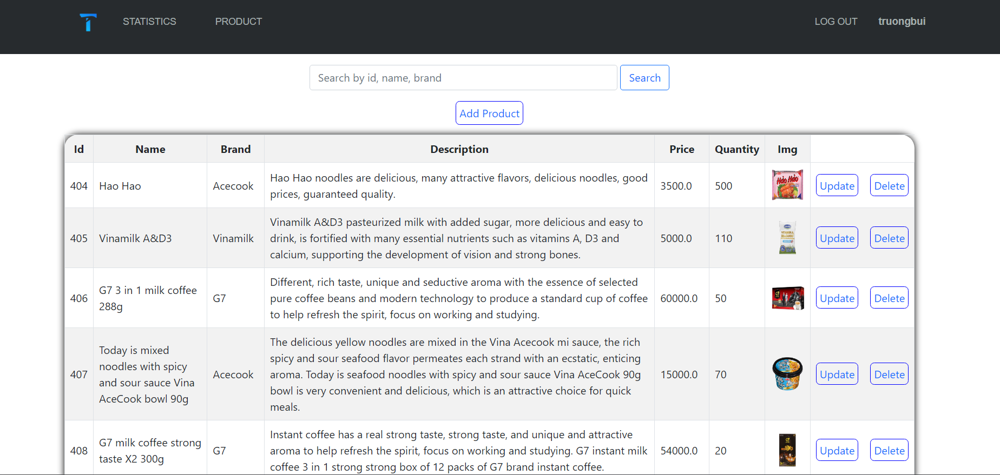 STATISTICS PRODUCT LOG OUT truongbui
Search by id, name, brand Search
Add Product
Id Name Brand Description Price Quantity Img
404 Hao Hao Acecook Hao Hao noodles are delicious, many attractive flavors, delicious noodles, good
prices, guaranteed quality.
3500.0 500 Hảo Hảo Update Delete
405 Vinamilk A&D3 Vinamilk Vinamilk A&D3 pasteurized milk with added sugar, more delicious and easy to
drink, is fortified with many essential nutrients such as vitamins A, D3 and
calcium, supporting the development of vision and strong bones.
5000.0 110 Update Delete
406 G7 3 in 1 milk coffee
288g
G7 Different, rich taste, unique and seductive aroma with the essence of selected
pure coffee beans and modern technology to produce a standard cup of coffee
to help refresh the spirit, focus on working and studying.
60000.0 50 Update Delete
407 Today is mixed
noodles with spicy
and sour sauce Vina
AceCook bowl 90g
Acecook The delicious yellow noodles are mixed in the Vina Acecook mi sauce, the rich
spicy and sour seafood flavor permeates each strand with an ecstatic, enticing
aroma. Today is seafood noodles with spicy and sour sauce Vina AceCook 90g
bowl is very convenient and delicious, which is an attractive choice for quick
meals.
15000.0 70 Update Delete
408 G7 milk coffee strong
taste X2 300g
G7 Instant coffee has a real strong taste, strong taste, and unique and attractive
aroma to help refresh the spirit, focus on working and studying. G7 instant milk
coffee 3 in 1 strong strong box of 12 packs of G7 brand instant coffee.
54000.0 20 Update Delete